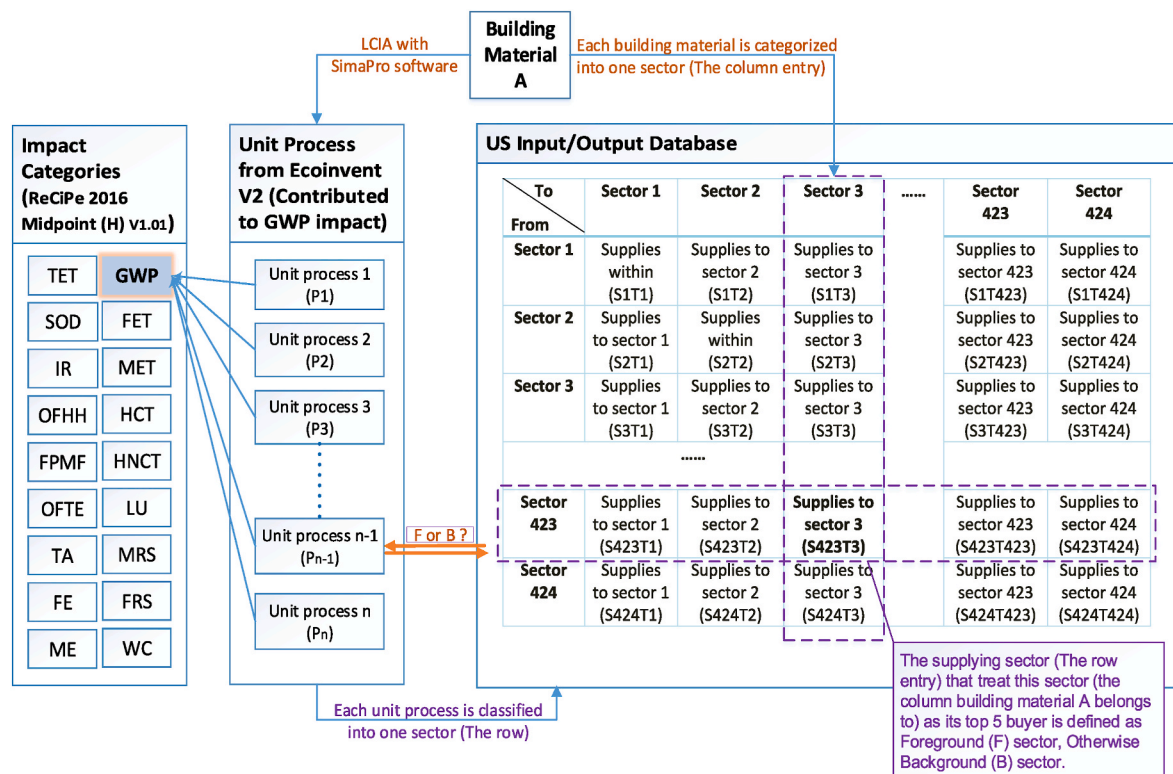 Building
Material
A
LCIA with
SimaPro software
Each building material is categorized
into one sector (The column entry)
Impact
Categories
(ReCiPe 2016
Midpoint (H) V1.01)
TET
GWP
SOD
FET
IR
MET
OFHH
HCT
FPMF
HNCT
OFTE
LU
TA
MRS
FE
FRS
ME
WC
Unit Process
from Ecoinvent
V2 (Contributed
to GWP impact)
Unit process 1
(P1)
Unit process 2
(P2)
Unit process 3
(P3)
Unit process n-1
(Pn-1)
Unit process n
(Pn)
F or B ?
US Input/Output Database
To
From
Sector 1
Sector 2
Sector 3
......
Sector
423
Sector
424
Sector 1
Supplies
within
(S1T1)
Supplies to
sector 2
(S1T2)
Supplies to
sector 3
(S1T3)
Supplies to
sector 423
(S1T423)
Supplies to
sector 424
(S1T424)
Sector 2
Supplies
to sector 1
(S2T1)
Supplies
within
(S2T2)
Supplies to
sector 3
(S2T3)
Supplies to
sector 423
(S2T423)
Supplies to
sector 424
(S2T424)
Sector 3
Supplies
to sector 1
(S3T1)
Supplies to
sector 2
(S3T2)
Supplies to
sector 3
(S3T3)
Supplies to
sector 423
(S3T423)
Supplies to
sector 424
(S3T424)
......
Sector
423
Supplies
to sector 1
(S423T1)
Supplies to
sector 2
(S423T2)
Supplies to
sector 3
(S423T3)
Supplies to
sector 423
(S423T423)
Supplies to
sector 424
(S423T424)
Sector
424
Supplies
to sector 1
(S424T1)
Supplies to
sector 2
(S424T2)
Supplies to
sector 3
(S424T3)
Supplies to
sector 423
(S424T423)
Supplies to
sector 424
(S424T424)
Each unit process is classified
into one sector (The row)
The supplying sector (The row
entry) that treat this sector (the
column building material A belongs
to) as its top 5 buyer is defined as
Foreground (F) sector, Otherwise
Background (B) sector.